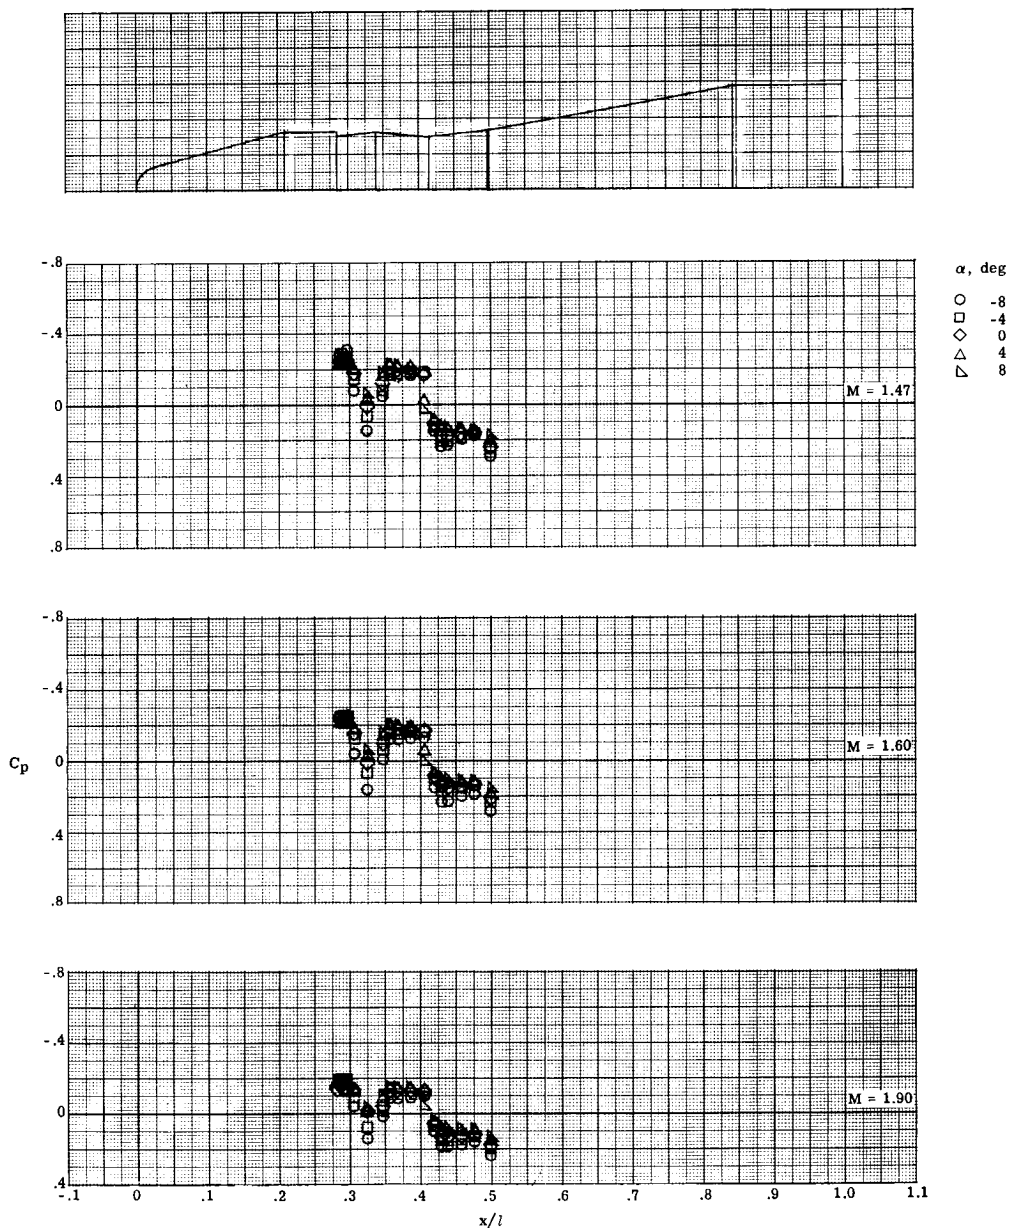 -.8
-.4
0
.4
.8
M = 1.47
α, deg
-8
-4
0
4
8
-.8
-.4
0
.4
.8
M = 1.60
Cp
-.8
-.4
0
.4
M = 1.90
-.1 0 .1 .2 .3 .4 .5 .6 .7 .8 .9 1.0 1.1
x/l